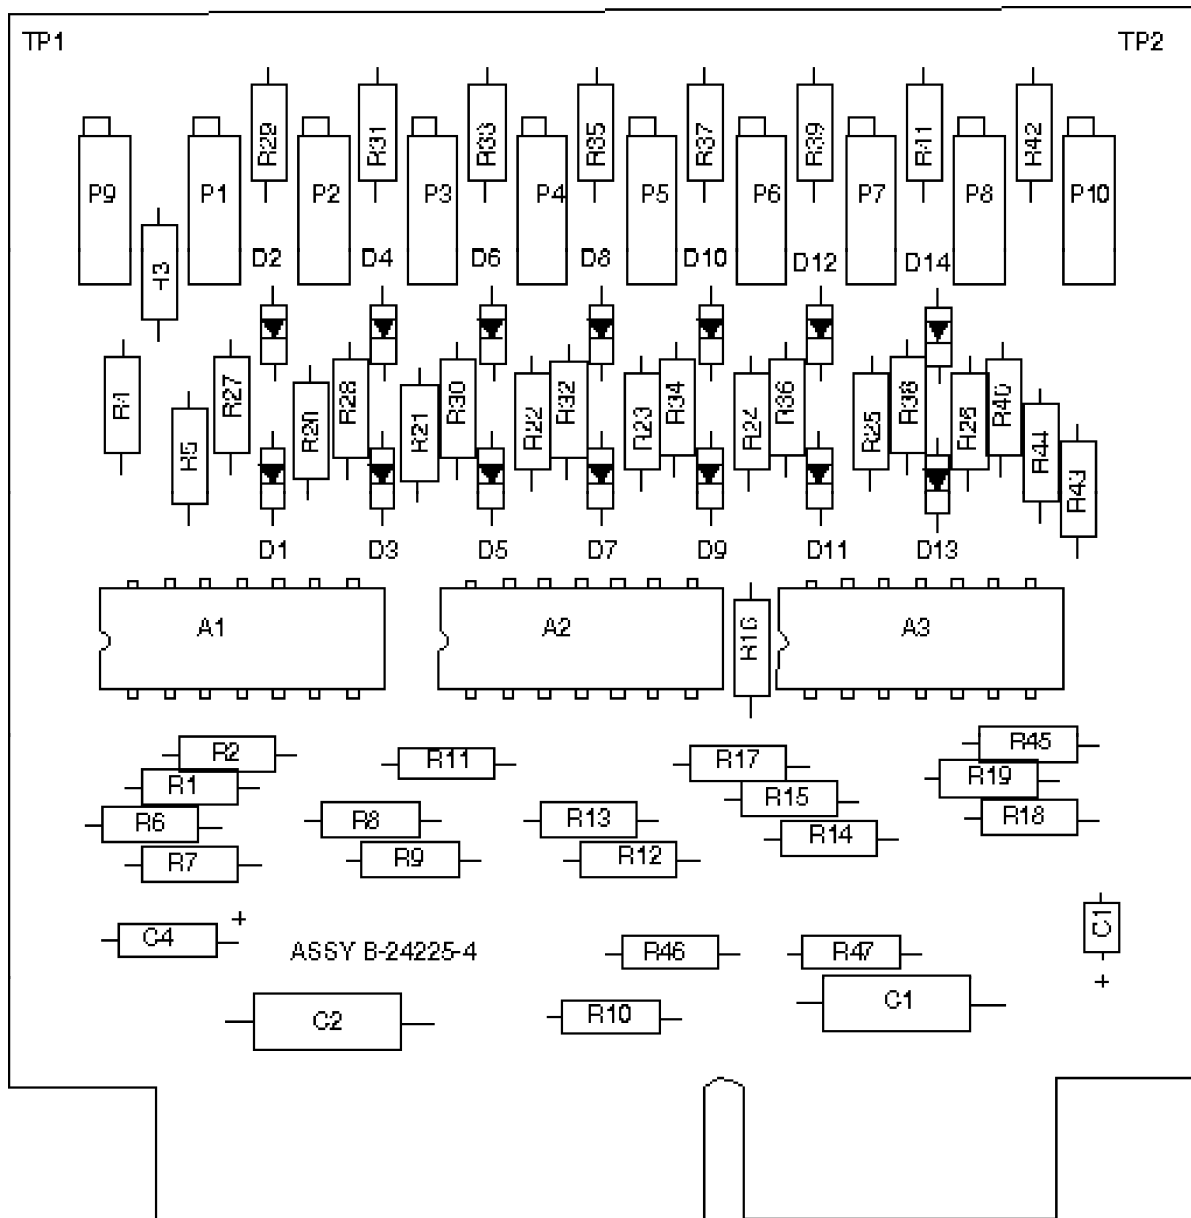 TP1 TP2
R29 R31 R33 R35 R37 R39 R11 R42
P9 P1 P2 P3 P4 P5 P6 P7 P8 P10
D2 D4 D6 D8 D10 D12 D14
R27 R28 R30 R32 R34 R36 R40
R21 R22 R23 R24 R25 R26 R44
R43
D1 D3 D5 D7 D9 D11 D13
A1 A2 R16 A3
R2 R11 R17 R45
R1 R15 R19
R6 R8 R13 R14 R18
R7 R9 R12
C4 + C1
ASSY B-24225-4 R46 R47
+
C2 R10 C1